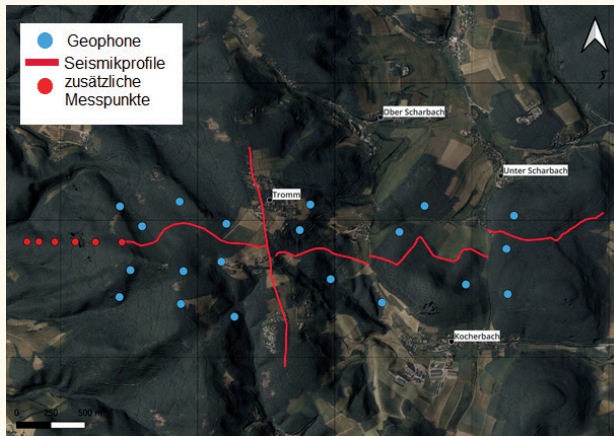 Geophone
Seismikprofile
zusätzliche
Messpunkte
Ober Scharbach
Unter Scharbach
Tromm
Kocherbach
0 250 500 m